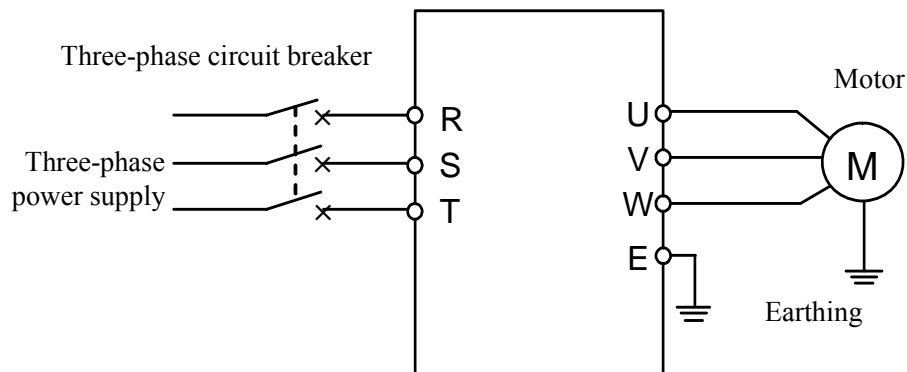 Three-phase circuit breaker
Motor
R
U
Three-phase
power supply
S
V
M
T
W
E
Earthing